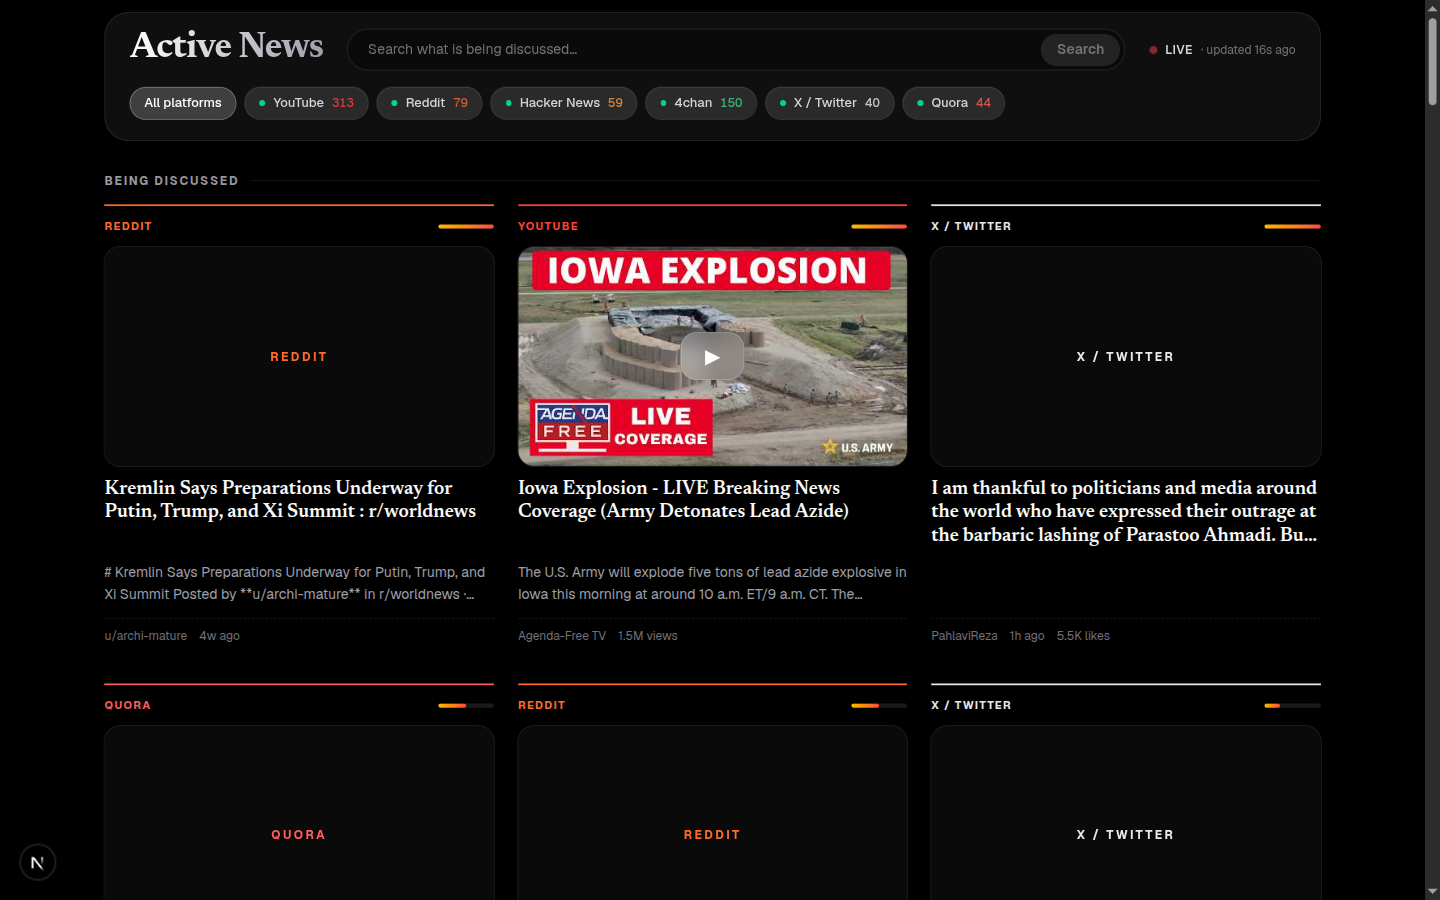 Active News
Search what is being discussed...
Search
LIVE · updated 16s ago
All platforms
YouTube 313
Reddit 79
Hacker News 59
4chan 150
X / Twitter 40
Quora 44
BEING DISCUSSED
REDDIT
REDDIT
Kremlin Says Preparations Underway for
Putin, Trump, and Xi Summit : r/worldnews
# Kremlin Says Preparations Underway for Putin, Trump, and
Xi Summit Posted by **u/archi-mature** in r/worldnews ·...
u/archi-mature 4w ago
YOUTUBE
IOWA EXPLOSION
AGENDA
FREE
LIVE
COVERAGE
U.S. ARMY
Iowa Explosion - LIVE Breaking News
Coverage (Army Detonates Lead Azide)
The U.S. Army will explode five tons of lead azide explosive in
Iowa this morning at around 10 a.m. ET/9 a.m. CT. The...
Agenda-Free TV 1.5M views
X / TWITTER
X / TWITTER
I am thankful to politicians and media around
the world who have expressed their outrage at
the barbaric lashing of Parastoo Ahmadi. Bu...
PahlaviReza 1h ago 5.5K likes
QUORA
QUORA
REDDIT
REDDIT
X / TWITTER
X / TWITTER
N